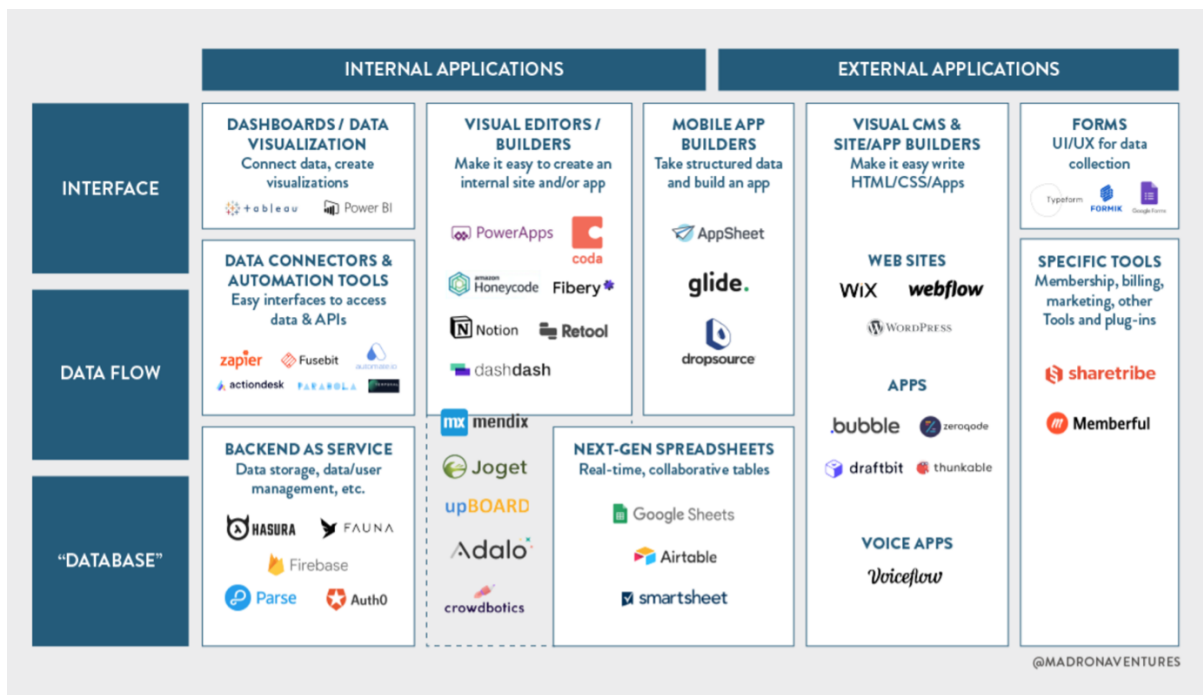 INTERNAL APPLICATIONS
EXTERNAL APPLICATIONS
INTERFACE
DATA FLOW
“DATABASE”
DASHBOARDS / DATA
VISUALIZATION
Connect data, create
visualizations
+ableau
Power BI
DATA CONNECTORS &
AUTOMATION TOOLS
Easy interfaces to access
data & APIs
zapier
Fusebit
automate.io
actiondesk
PARABOLA
BACKEND AS SERVICE
Data storage, data/user
management, etc.
HASURA
FAUNA
Firebase
Parse
Auth0
VISUAL EDITORS /
BUILDERS
Make it easy to create an
internal site and/or app
PowerApps
coda
amazon
Honeycode
Fibery
N Notion
Retool
dashdash
mx mendix
Joget
upBOARD
Adalo
crowdbotics
MOBILE APP
BUILDERS
Take structured data
and build an app
AppSheet
glide.
dropsource
NEXT-GEN SPREADSHEETS
Real-time, collaborative tables
Google Sheets
Airtable
smartsheet
VISUAL CMS &
SITE/APP BUILDERS
Make it easy write
HTML/CSS/Apps
WEB SITES
WiX
webflow
WORDPRESS
APPS
.bubble
zeroqode
draftbit
thunkable
VOICE APPS
Voiceflow
FORMS
UI/UX for data
collection
Typeform
FORMIK
Google Forms
SPECIFIC TOOLS
Membership, billing,
marketing, other
Tools and plug-ins
sharetribe
Memberful
@MADRONAVENTURES